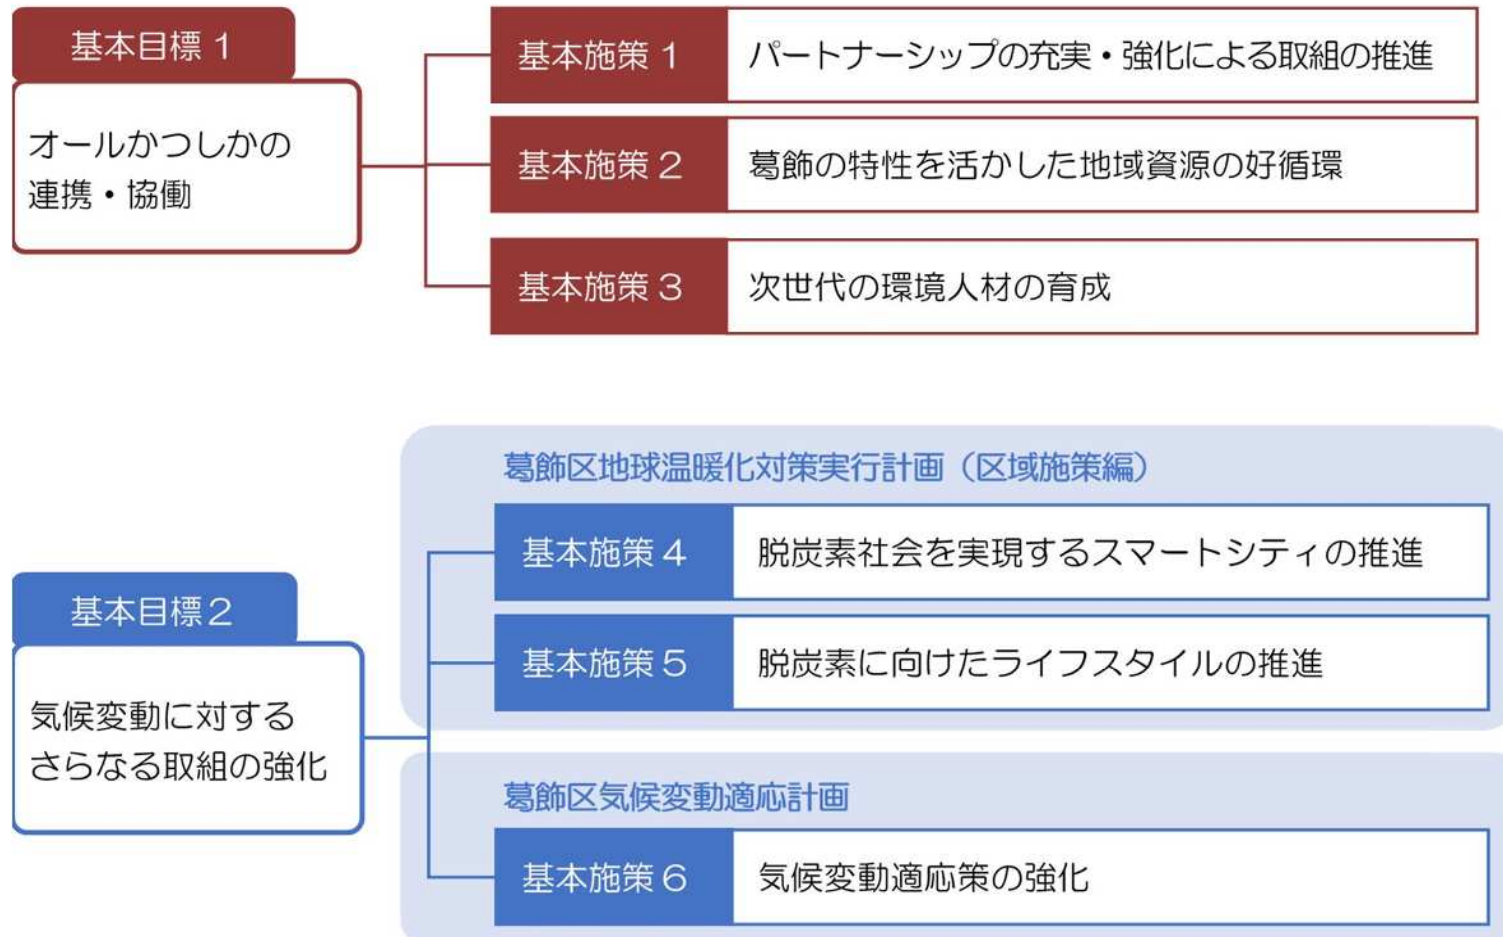 基本目標1
オールかつしかの
連携・協働
基本施策1
パートナーシップの充実・強化による取組の推進
基本施策2
葛飾の特性を活かした地域資源の好循環
基本施策3
次世代の環境人材の育成
基本目標2
気候変動に対する
さらなる取組の強化
葛飾区地球温暖化対策実行計画（区域施策編）
基本施策4
脱炭素社会を実現するスマートシティの推進
基本施策5
脱炭素に向けたライフスタイルの推進
葛飾区気候変動適応計画
基本施策6
気候変動適応策の強化